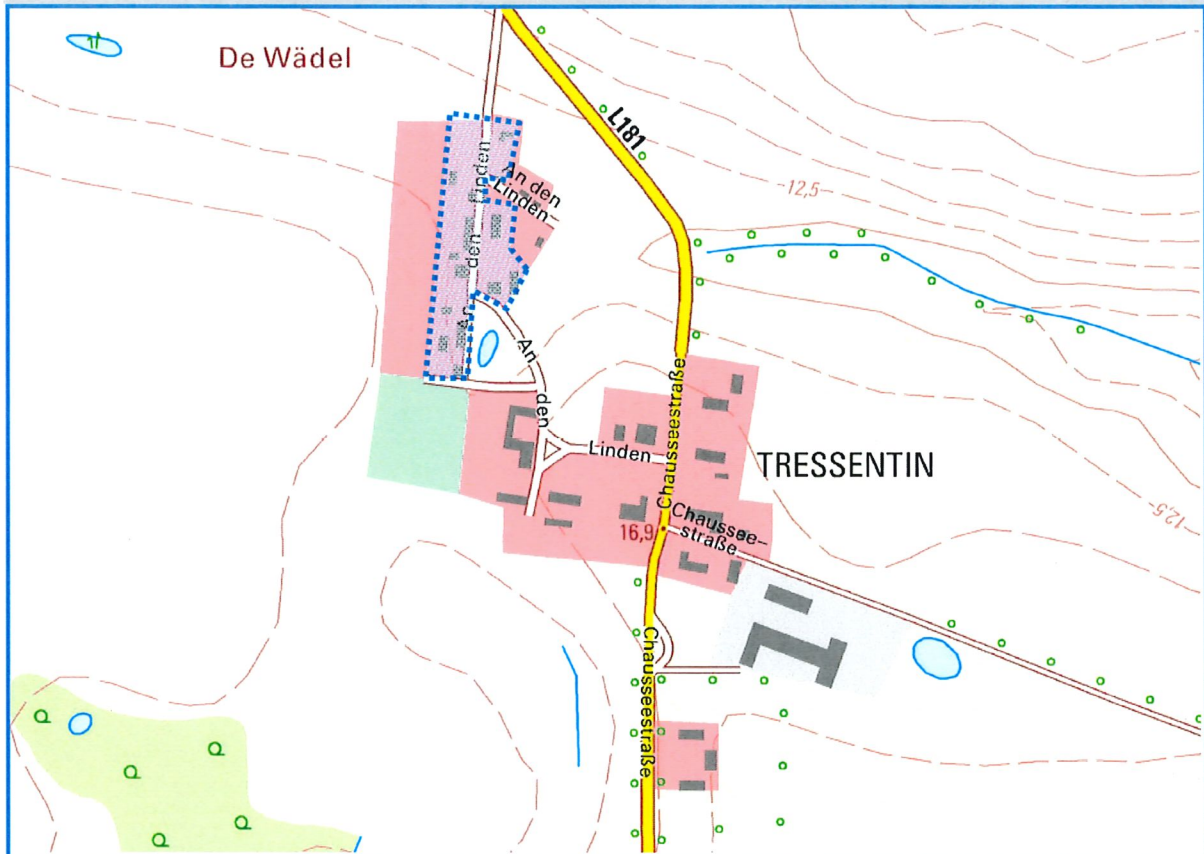 De Wädel
L181
An den
Linden
An den
Linden
12,5
An
den
Linden
Chausseestraße
TRESSENTIN
16,9
Chaussee-
straße
12,5
Chausseestraße